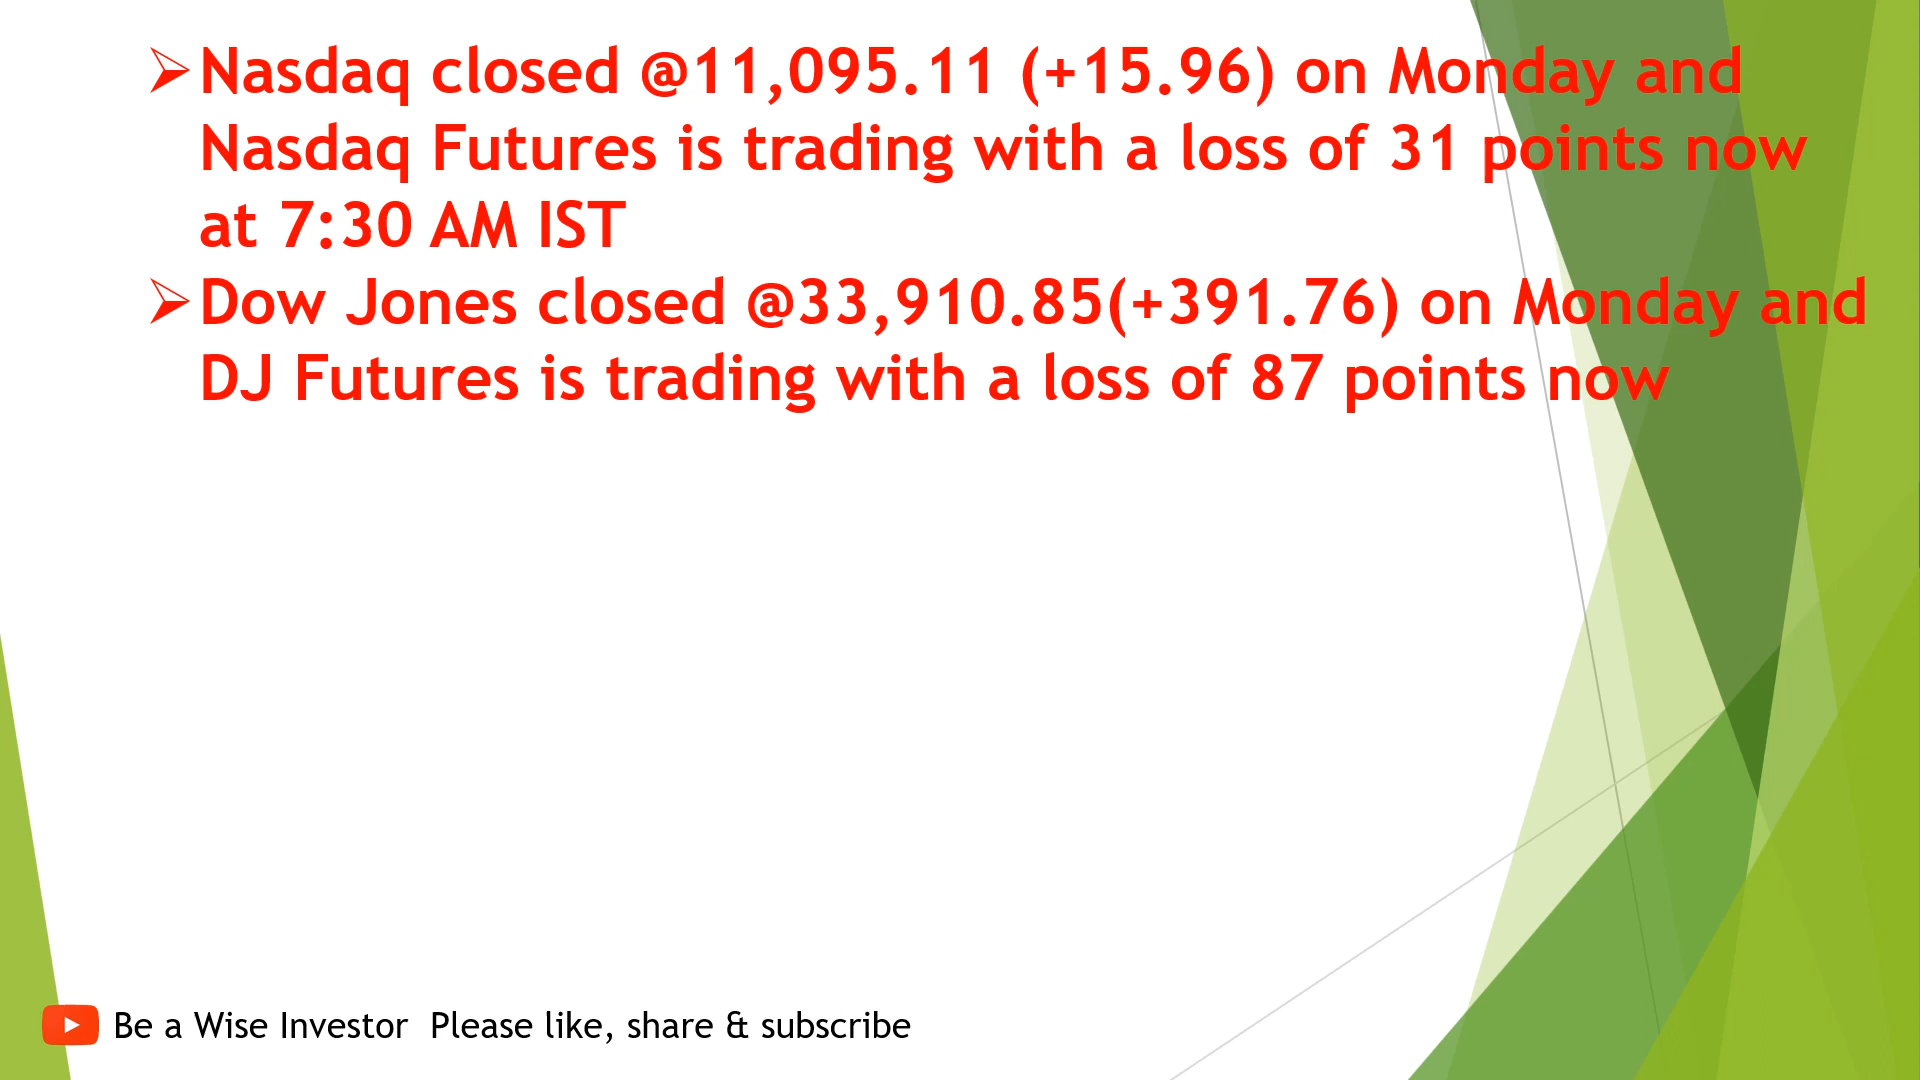 ➢Nasdaq closed @11,095.11 (+15.96) on Monday and
Nasdaq Futures is trading with a loss of 31 points now
at 7:30 AM IST
➢Dow Jones closed @33,910.85(+391.76) on Monday and
DJ Futures is trading with a loss of 87 points now
Be a Wise Investor  Please like, share & subscribe